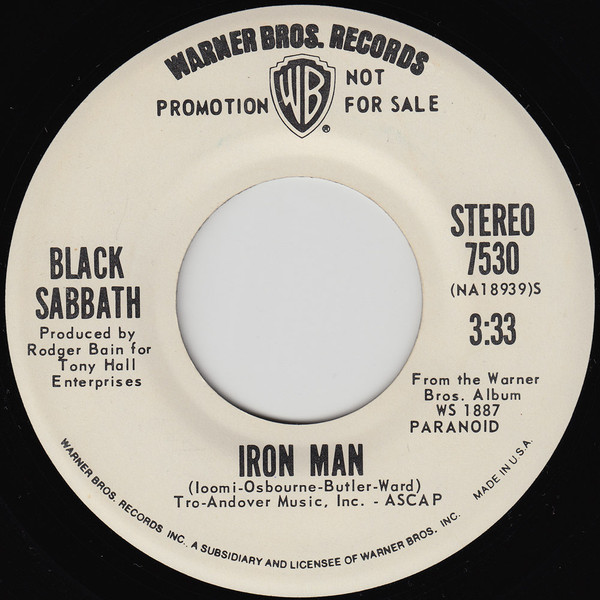 WARNER BROS. RECORDS
WB
®
PROMOTION
NOT
FOR SALE
BLACK
SABBATH
Produced by
Rodger Bain for
Tony Hall
Enterprises
STEREO
7530
(NA18939)S
3:33
From the Warner
Bros. Album
WS 1887
PARANOID
IRON MAN
(Ioomi-Osbourne-Butler-Ward)
Tro-Andover Music, Inc. - ASCAP
WARNER BROS. RECORDS INC., A SUBSIDIARY AND LICENSEE OF WARNER BROS. INC.
MADE IN U.S.A.